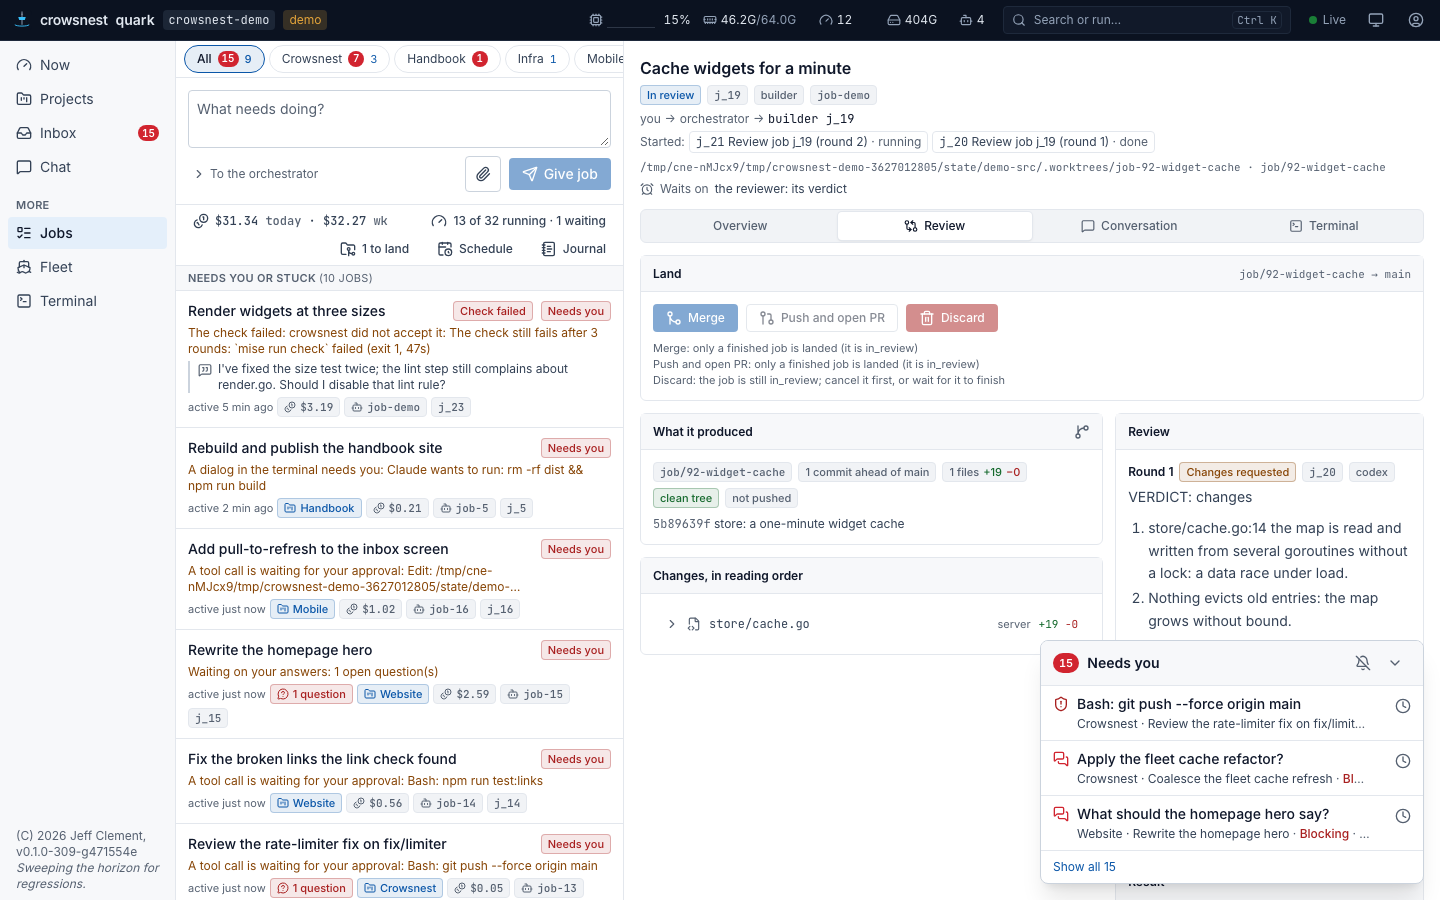 crowsnest quark crowsnest-demo demo
15% 46.2G/64.0G 12 404G 4
Search or run... Ctrl K
Live
Now
Projects
Inbox 15
Chat
MORE
Jobs
Fleet
Terminal
(C) 2026 Jeff Clement,
v0.1.0-309-g471554e
Sweeping the horizon for
regressions.
All 15 9 Crowsnest 7 3 Handbook 1 Infra 1 Mobile
What needs doing?
To the orchestrator
Give job
$31.34 today · $32.27 wk
13 of 32 running · 1 waiting
1 to land Schedule Journal
NEEDS YOU OR STUCK (10 JOBS)
Render widgets at three sizes Check failed Needs you
The check failed: crowsnest did not accept it: The check still fails after 3
rounds: `mise run check` failed (exit 1, 47s)
I've fixed the size test twice; the lint step still complains about
render.go. Should I disable that lint rule?
active 5 min ago $3.19 job-demo j_23
Rebuild and publish the handbook site Needs you
A dialog in the terminal needs you: Claude wants to run: rm -rf dist &&
npm run build
active 2 min ago Handbook $0.21 job-5 j_5
Add pull-to-refresh to the inbox screen Needs you
A tool call is waiting for your approval: Edit: /tmp/cne-
nMJcx9/tmp/crowsnest-demo-3627012805/state/demo-...
active just now Mobile $1.02 job-16 j_16
Rewrite the homepage hero Needs you
Waiting on your answers: 1 open question(s)
active just now 1 question Website $2.59 job-15
j_15
Fix the broken links the link check found Needs you
A tool call is waiting for your approval: Bash: npm run test:links
active just now Website $0.56 job-14 j_14
Review the rate-limiter fix on fix/limiter Needs you
A tool call is waiting for your approval: Bash: git push --force origin main
active just now 1 question Crowsnest $0.05 job-13
Cache widgets for a minute
In review j_19 builder job-demo
you → orchestrator → builder j_19
Started: j_21 Review job j_19 (round 2) · running j_20 Review job j_19 (round 1) · done
/tmp/cne-nMJcx9/tmp/crowsnest-demo-3627012805/state/demo-src/.worktrees/job-92-widget-cache · job/92-widget-cache
Waits on the reviewer: its verdict
Overview Review Conversation Terminal
Land job/92-widget-cache → main
Merge Push and open PR Discard
Merge: only a finished job is landed (it is in_review)
Push and open PR: only a finished job is landed (it is in_review)
Discard: the job is still in_review; cancel it first, or wait for it to finish
What it produced
job/92-widget-cache 1 commit ahead of main 1 files +19 −0
clean tree not pushed
5b89639f store: a one-minute widget cache
Changes, in reading order
store/cache.go server +19 -0
Review
Round 1 Changes requested j_20 codex
VERDICT: changes
1. store/cache.go:14 the map is read and
written from several goroutines without
a lock: a data race under load.
2. Nothing evicts old entries: the map
grows without bound.
15 Needs you
Bash: git push --force origin main
Crowsnest · Review the rate-limiter fix on fix/limit...
Apply the fleet cache refactor?
Crowsnest · Coalesce the fleet cache refresh · Bl...
What should the homepage hero say?
Website · Rewrite the homepage hero · Blocking · ...
Show all 15